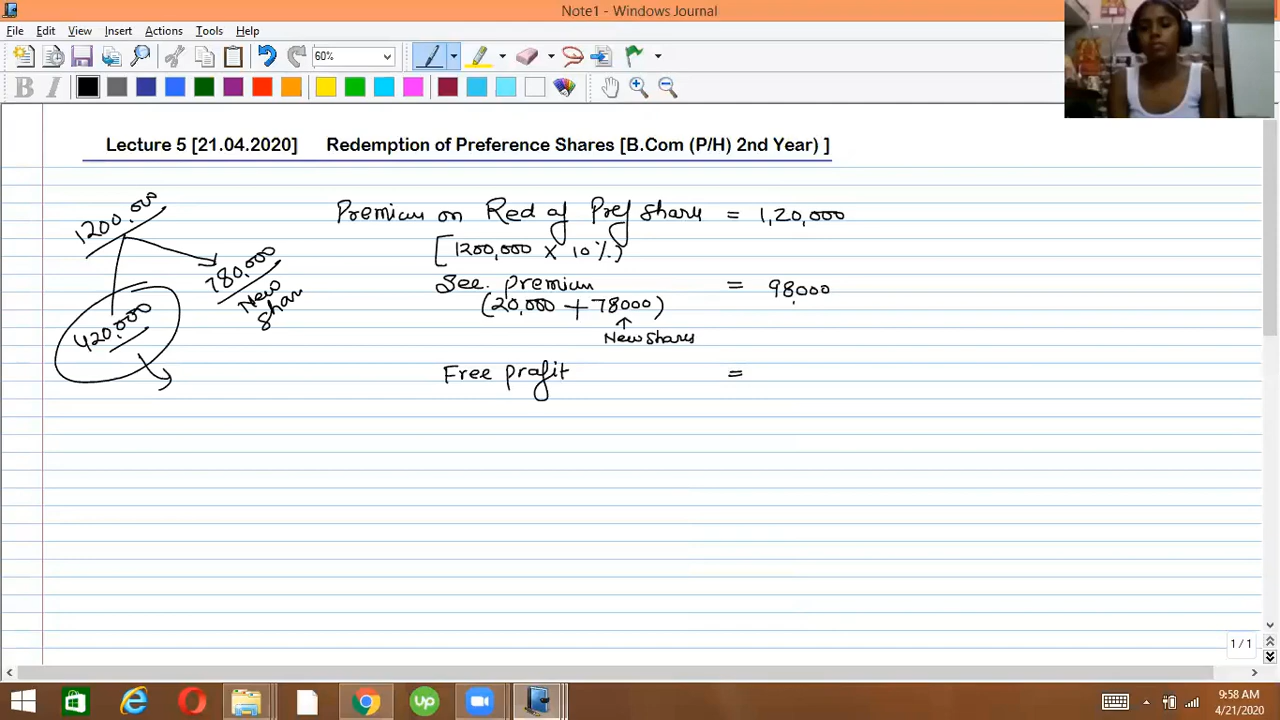 Note1 - Windows Journal
File Edit View Insert Actions Tools Help
60%
B I
Lecture 5 [21.04.2020] Redemption of Preference Shares [B.Com (P/H) 2nd Year) ]
1200,000
780,000
New
Shar
420,000
Premium on Red of Pref Share = 1,20,000
[1200,000 x 10%]
Sec. premium = 98000
(20,000 + 78000)
New Shares
Free profit =
1 / 1
up
9:58 AM
4/21/2020